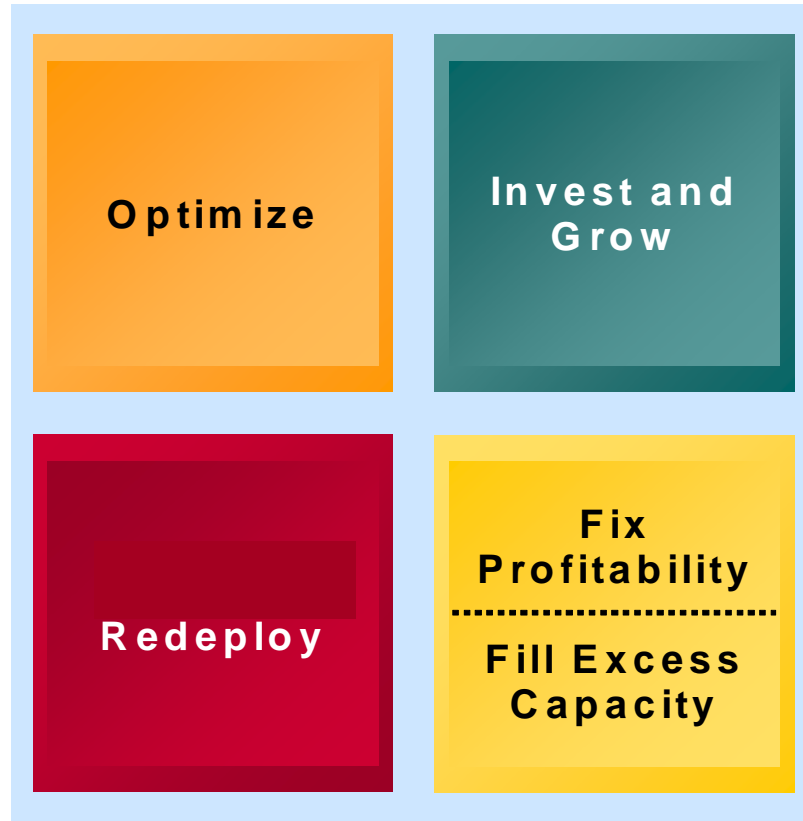 Optimize
Invest and
Grow
Redeploy
Fix
Profitability
Fill Excess
Capacity